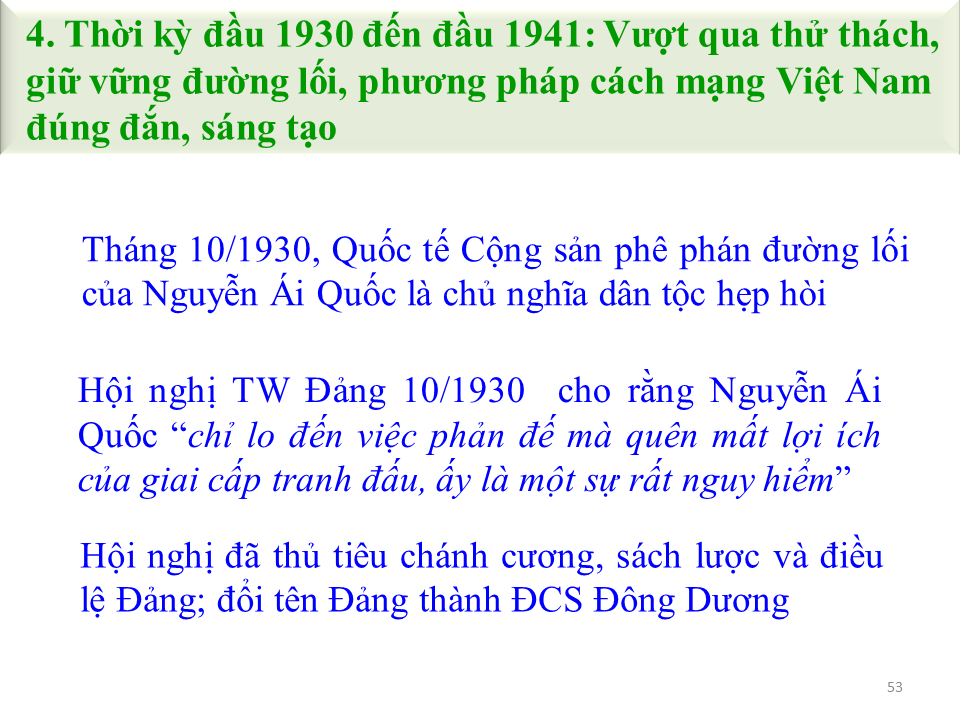 4. Thời kỳ đầu 1930 đến đầu 1941: Vượt qua thử thách,
giữ vững đường lối, phương pháp cách mạng Việt Nam
đúng đắn, sáng tạo
Tháng 10/1930, Quốc tế Cộng sản phê phán đường lối
của Nguyễn Ái Quốc là chủ nghĩa dân tộc hẹp hòi
Hội nghị TW Đảng 10/1930 cho rằng Nguyễn Ái
Quốc “chỉ lo đến việc phản đế mà quên mất lợi ích
của giai cấp tranh đấu, ấy là một sự rất nguy hiểm”
Hội nghị đã thủ tiêu chánh cương, sách lược và điều
lệ Đảng; đổi tên Đảng thành ĐCS Đông Dương
53